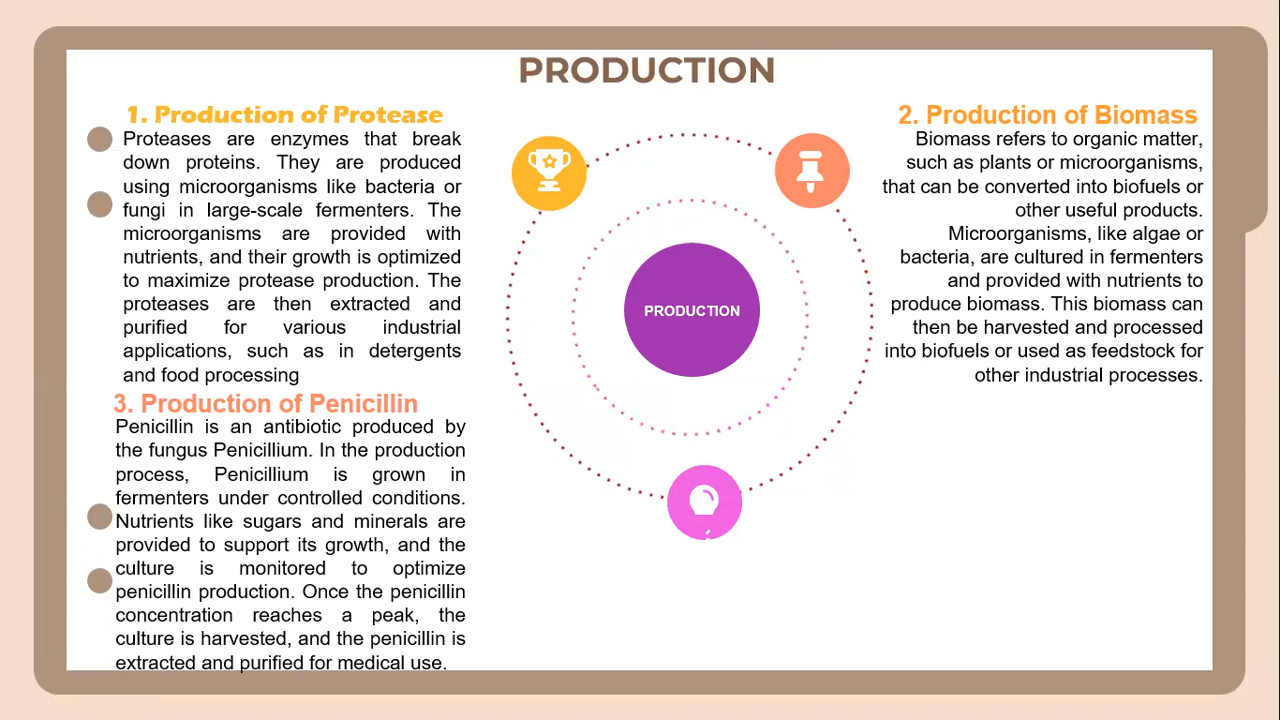 PRODUCTION
1. Production of Protease
Proteases are enzymes that break
down proteins. They are produced
using microorganisms like bacteria or
fungi in large-scale fermenters. The
microorganisms are provided with
nutrients, and their growth is optimized
to maximize protease production. The
proteases are then extracted and
purified for various industrial
applications, such as in detergents
and food processing
2. Production of Biomass
Biomass refers to organic matter,
such as plants or microorganisms,
that can be converted into biofuels or
other useful products.
Microorganisms, like algae or
bacteria, are cultured in fermenters
and provided with nutrients to
produce biomass. This biomass can
then be harvested and processed
into biofuels or used as feedstock for
other industrial processes.
PRODUCTION
3. Production of Penicillin
Penicillin is an antibiotic produced by
the fungus Penicillium. In the production
process, Penicillium is grown in
fermenters under controlled conditions.
Nutrients like sugars and minerals are
provided to support its growth, and the
culture is monitored to optimize
penicillin production. Once the penicillin
concentration reaches a peak, the
culture is harvested, and the penicillin is
extracted and purified for medical use.